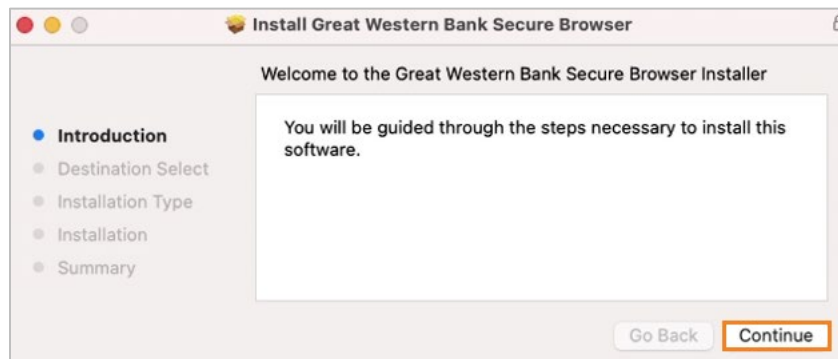 Install Great Western Bank Secure Browser
Welcome to the Great Western Bank Secure Browser Installer
Introduction
Destination Select
Installation Type
Installation
Summary
You will be guided through the steps necessary to install this
software.
Go Back
Continue